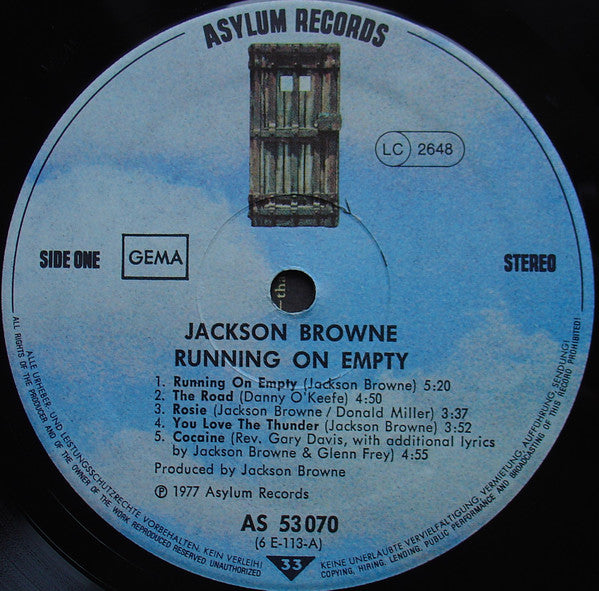 ASYLUM RECORDS
LC 2648
SIDE ONE
GEMA
STEREO
JACKSON BROWNE
RUNNING ON EMPTY
1. Running On Empty (Jackson Browne) 5:20
2. The Road (Danny O'Keefe) 4:50
3. Rosie (Jackson Browne / Donald Miller) 3:37
4. You Love The Thunder (Jackson Browne) 3:52
5. Cocaine (Rev. Gary Davis, with additional lyrics
by Jackson Browne & Glenn Frey) 4:55
Produced by Jackson Browne
Ⓟ 1977 Asylum Records
AS 53 070
(6 E-113-A)
33
ALLE URHEBER- UND LEISTUNGSSCHUTZRECHTE VORBEHALTEN. KEIN VERLEIH! KEINE UNERLAUBTE VERVIELFÄLTIGUNG, VERMIETUNG, AUFFÜHRUNG, SENDUNG!
ALL RIGHTS OF THE PRODUCER AND OF THE OWNER OF THE WORK REPRODUCED RESERVED UNAUTHORIZED COPYING, HIRING, LENDING, PUBLIC PERFORMANCE AND BROADCASTING OF THIS RECORD PROHIBITED!